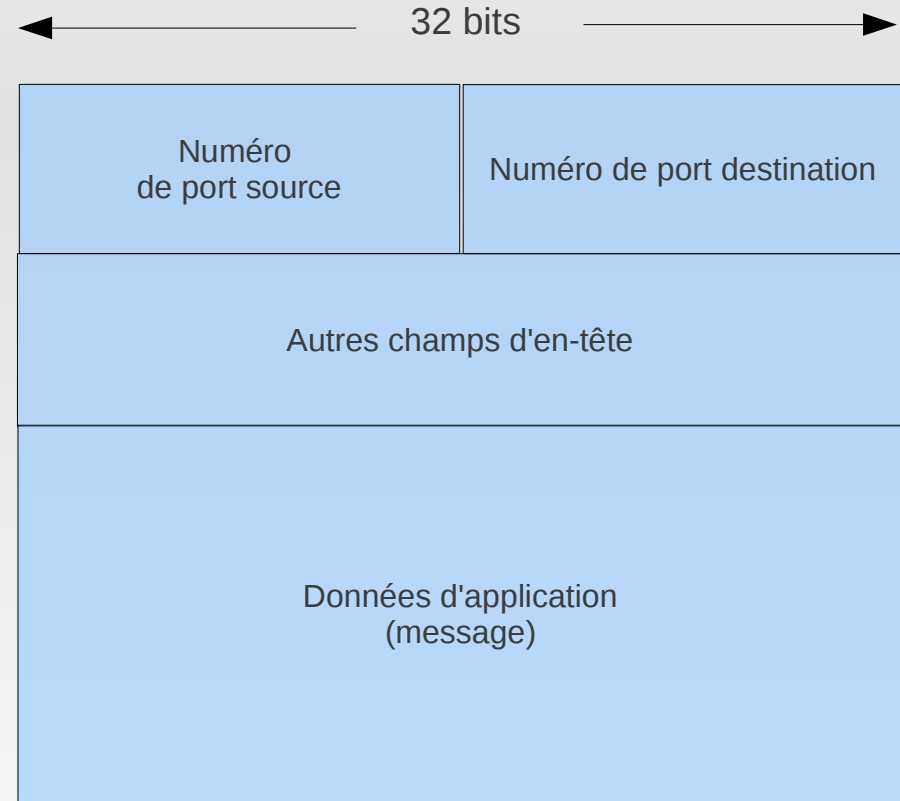 32 bits
Numéro
de port source
Numéro de port destination
Autres champs d'en-tête
Données d'application
(message)